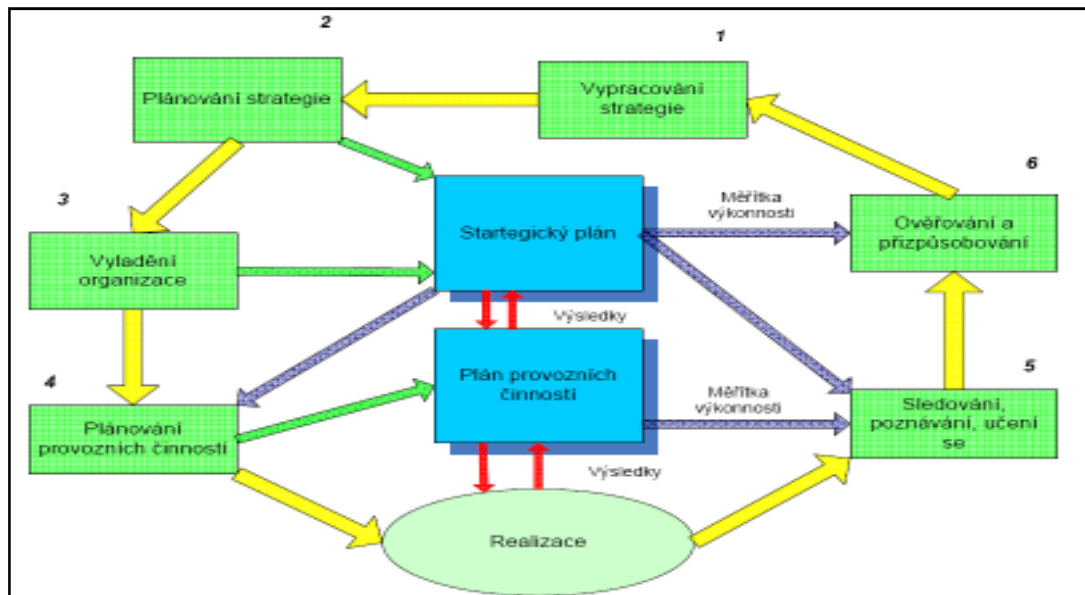 2
1
Plánování strategie
Vypracování
strategie
3
6
Měřítka
výkonnosti
Startegický plán
Ověřování a
přizpůsobování
Vyladění
organizace
Výsledky
4
5
Plán provozních
činností
Měřítka
výkonnosti
Sledování,
poznávání, učení
se
Plánování
provozních činností
Výsledky
Realizace